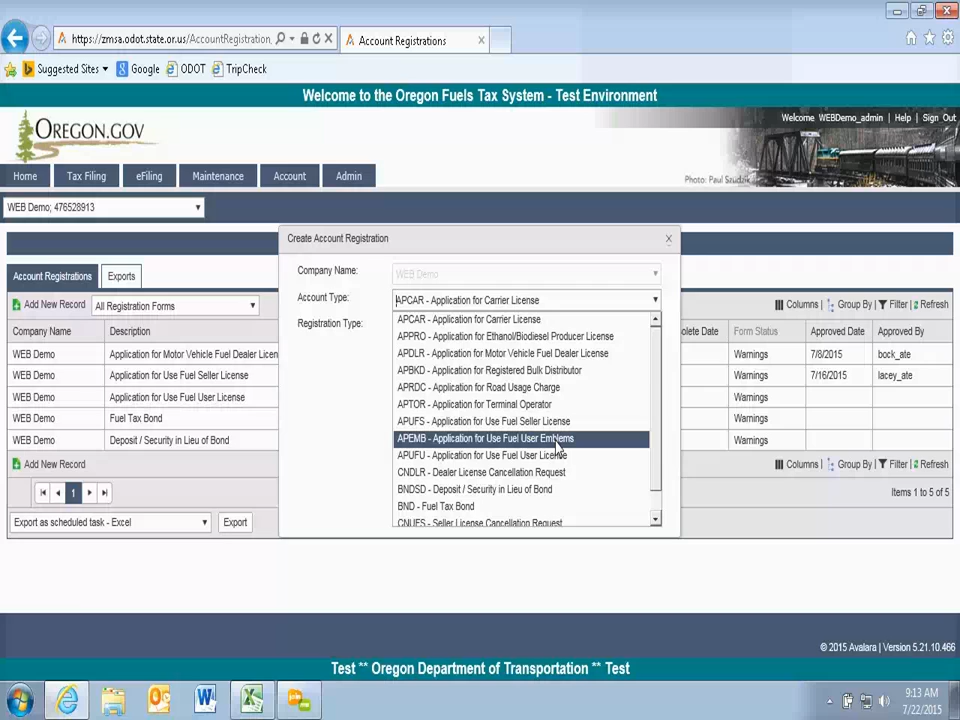 https://zmsa.odot.state.or.us/AccountRegistration,
Account Registrations
Suggested Sites
Google
ODOT
TripCheck
Welcome to the Oregon Fuels Tax System - Test Environment
OREGON.GOV
Welcome WEBDemo_admin | Help | Sign Out
Photo: Paul Szudzik
Home
Tax Filing
eFiling
Maintenance
Account
Admin
WEB Demo; 476528913
Create Account Registration
X
Company Name:
WEB Demo
Account Type:
APCAR - Application for Carrier License
Registration Type:
APCAR - Application for Carrier License
APPRO - Application for Ethanol/Biodiesel Producer License
APDLR - Application for Motor Vehicle Fuel Dealer License
APBKD - Application for Registered Bulk Distributor
APRDC - Application for Road Usage Charge
APTOR - Application for Terminal Operator
APUFS - Application for Use Fuel Seller License
APEMB - Application for Use Fuel User Emblems
APUFU - Application for Use Fuel User License
CNDLR - Dealer License Cancellation Request
BNDSD - Deposit / Security in Lieu of Bond
BND - Fuel Tax Bond
CNUFS - Seller License Cancellation Request
Account Registrations
Exports
Add New Record
All Registration Forms
Columns | Group By | Filter | Refresh
Company Name Description olete Date Form Status Approved Date Approved By
WEB Demo Application for Motor Vehicle Fuel Dealer Licen Warnings 7/8/2015 bock_ate
WEB Demo Application for Use Fuel Seller License Warnings 7/16/2015 lacey_ate
WEB Demo Application for Use Fuel User License Warnings
WEB Demo Fuel Tax Bond Warnings
WEB Demo Deposit / Security in Lieu of Bond Warnings
Add New Record
Columns | Group By | Filter | Refresh
1
Items 1 to 5 of 5
Export as scheduled task - Excel
Export
© 2015 Avalara | Version 5.21.10.466
Test ** Oregon Department of Transportation ** Test
9:13 AM
7/22/2015